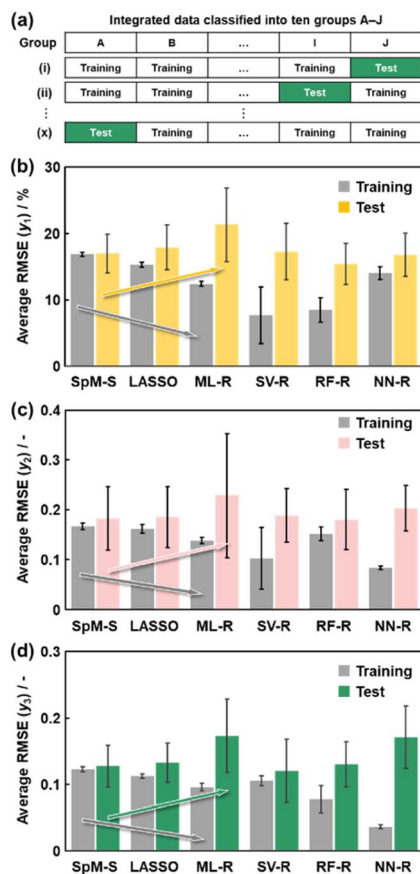 (a) Integrated data classified into ten groups A–J
Group A B ... I J
(i) Training Training ... Training Test
(ii) Training Training ... Test Training
⋮ ⋮
(x) Test Training ... Training Training
(b)
30
20
10
0
Average RMSE (y₁) / %
Training
Test
SpM-S LASSO ML-R SV-R RF-R NN-R
(c)
0.4
0.3
0.2
0.1
0
Average RMSE (y₂) / -
Training
Test
SpM-S LASSO ML-R SV-R RF-R NN-R
(d)
0.3
0.2
0.1
0
Average RMSE (y₃) / -
Training
Test
SpM-S LASSO ML-R SV-R RF-R NN-R